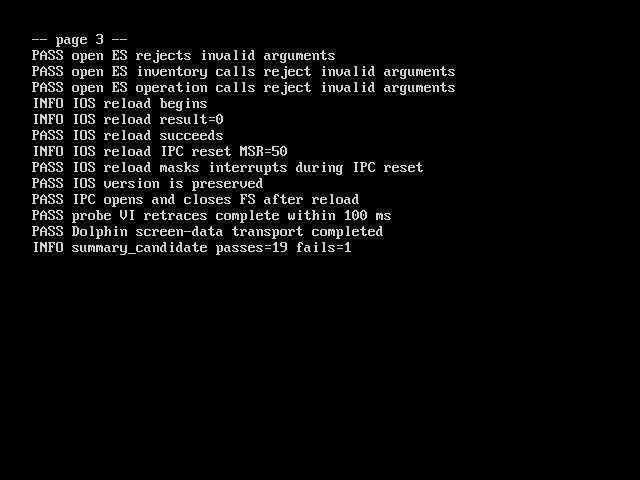 -- page 3 --
PASS open ES rejects invalid arguments
PASS open ES inventory calls reject invalid arguments
PASS open ES operation calls reject invalid arguments
INFO IOS reload begins
INFO IOS reload result=0
PASS IOS reload succeeds
INFO IOS reload IPC reset MSR=50
PASS IOS reload masks interrupts during IPC reset
PASS IOS version is preserved
PASS IPC opens and closes FS after reload
PASS probe VI retraces complete within 100 ms
PASS Dolphin screen-data transport completed
INFO summary_candidate passes=19 fails=1